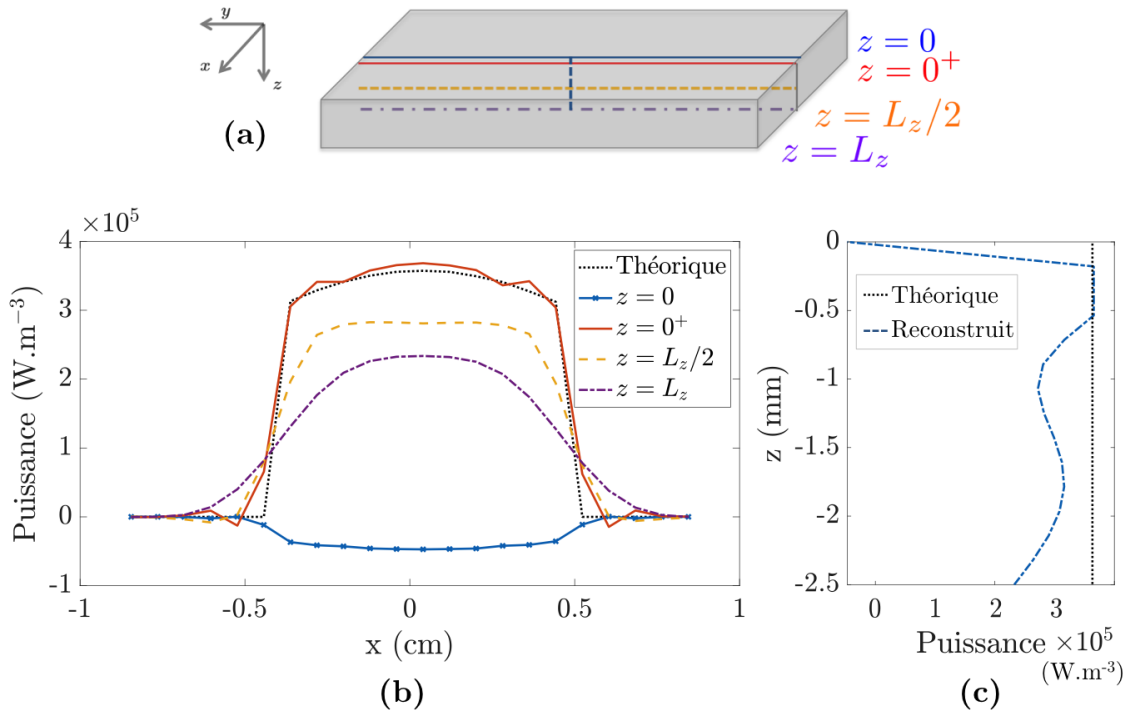 y
x
z
z = 0
z = 0⁺
z = L_z/2
z = L_z
(a)
×10⁵
4
3
2
1
0
-1
Puissance (W.m⁻³)
Théorique
z = 0
z = 0⁺
z = L_z/2
z = L_z
-1
-0.5
0
0.5
1
x (cm)
(b)
0
-0.5
-1
-1.5
-2
-2.5
z (mm)
Théorique
Reconstruit
0
1
2
3
Puissance ×10⁵
(W.m⁻³)
(c)